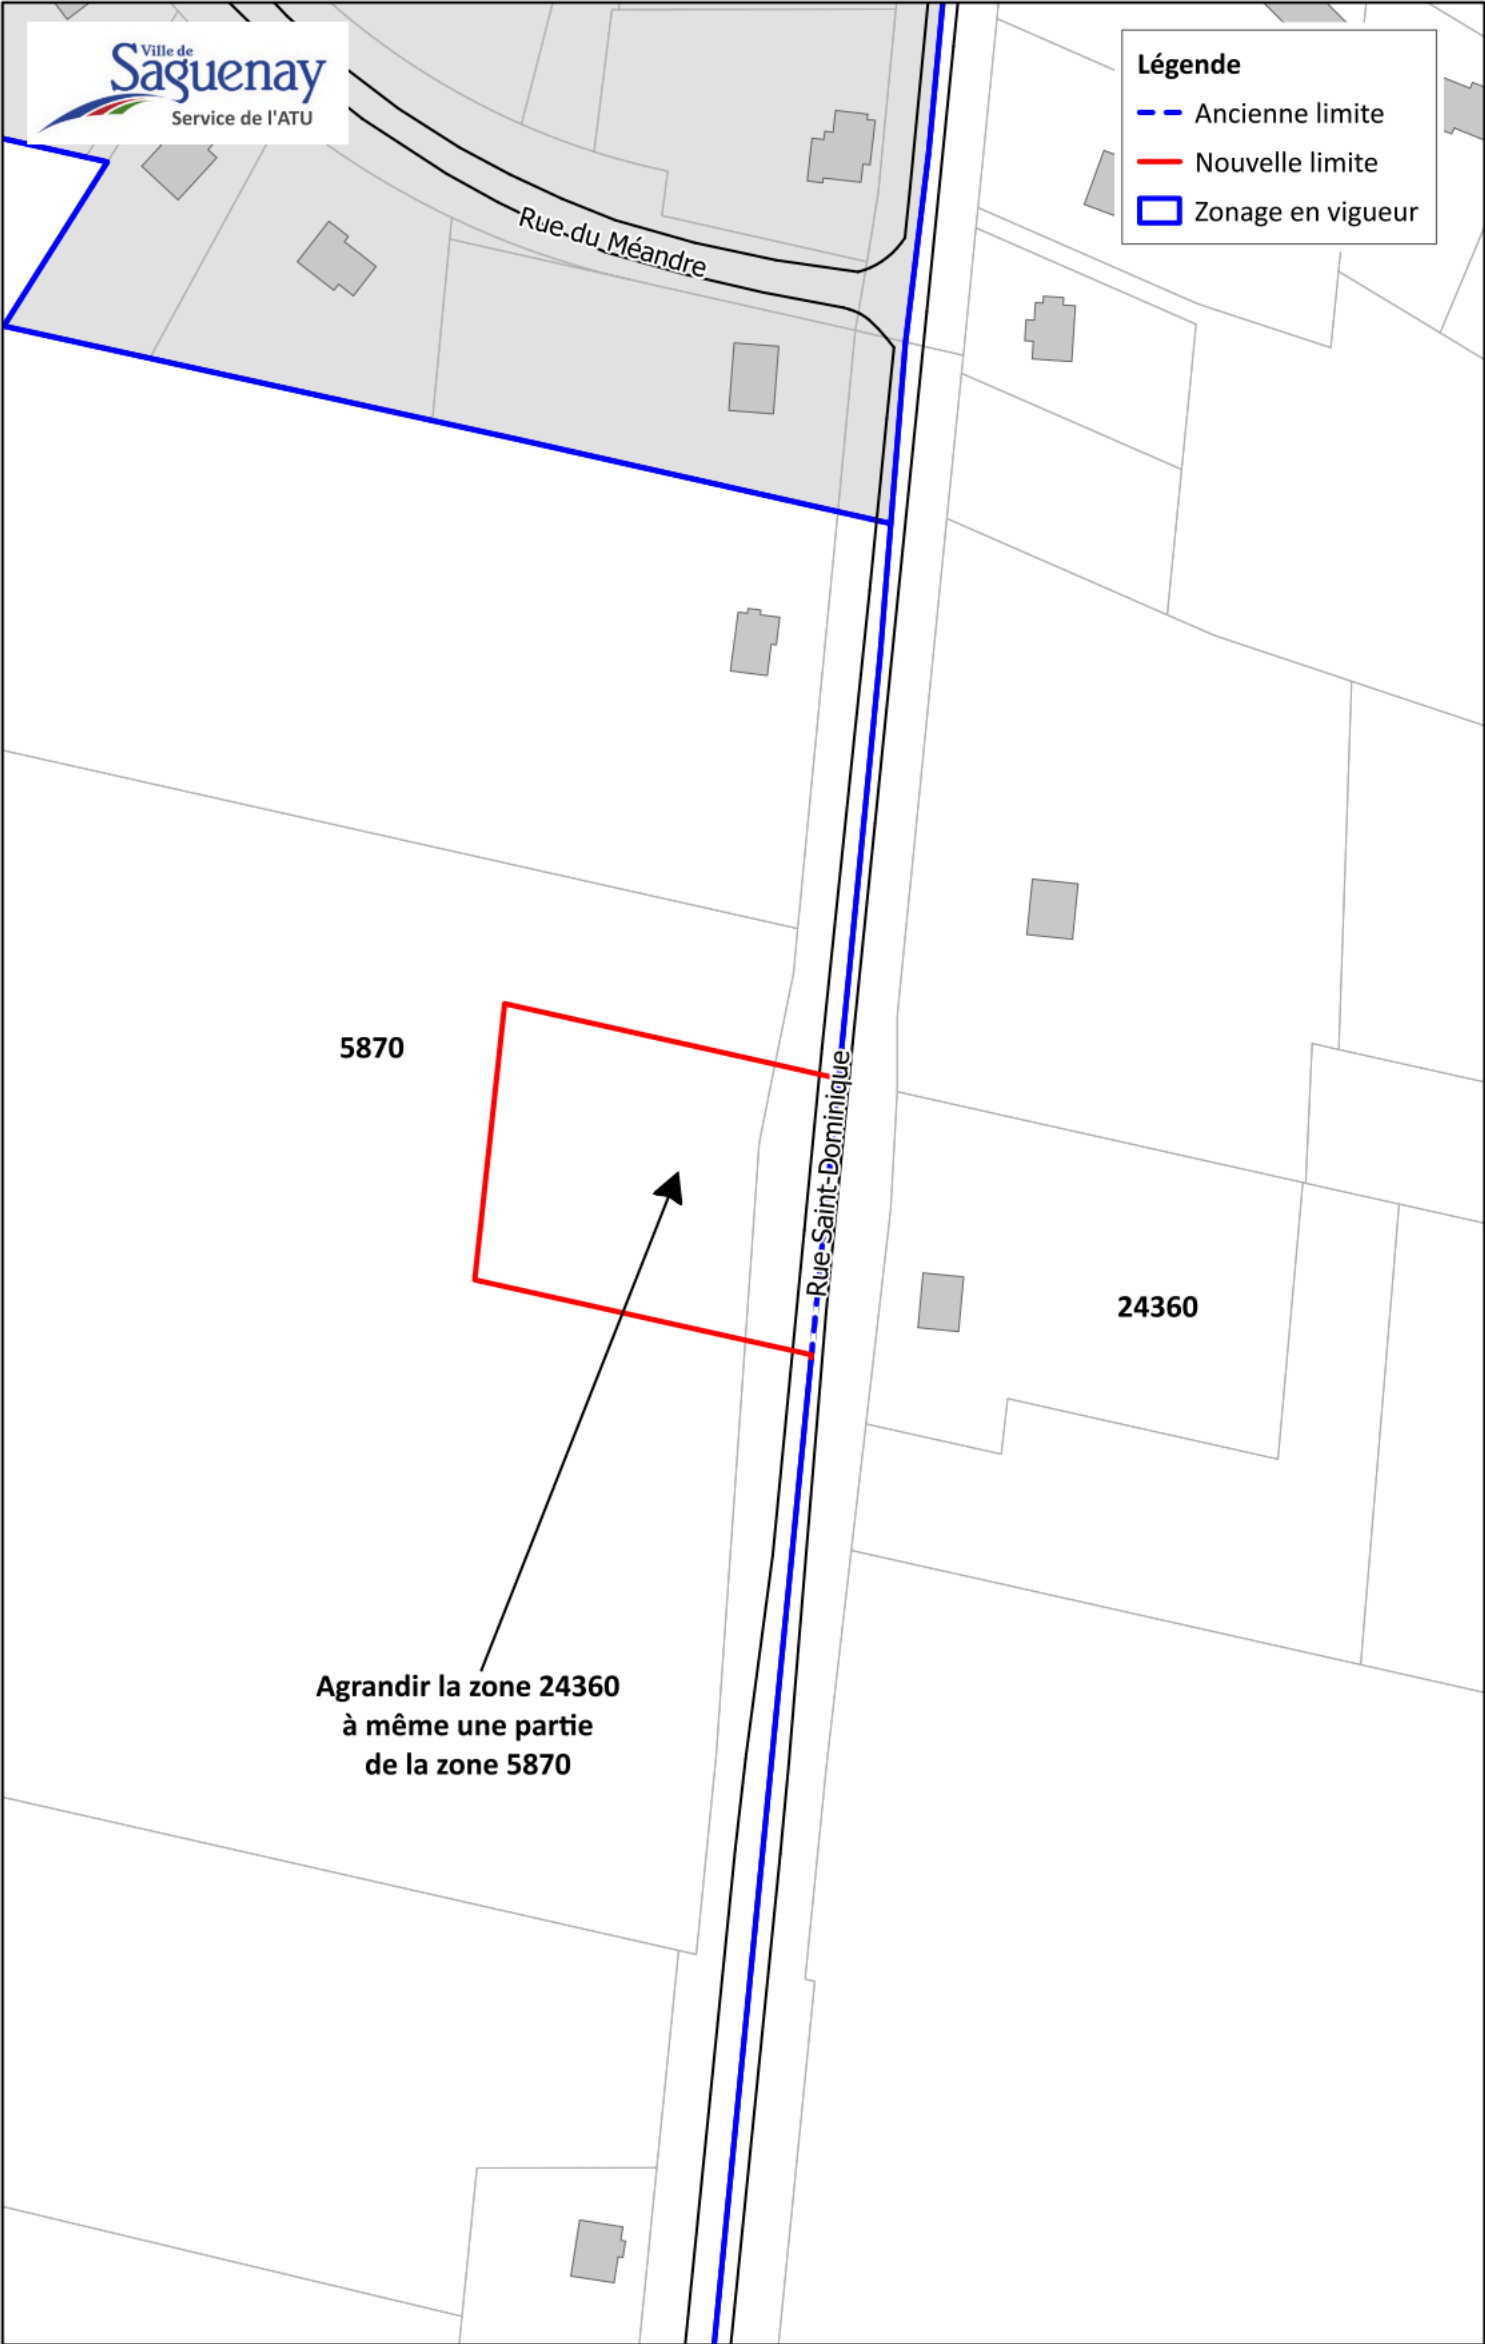 Ville de
Saguenay
Service de l'ATU
Légende
Ancienne limite
Nouvelle limite
Zonage en vigueur
Rue du Méandre
5870
Rue Saint-Dominique
24360
Agrandir la zone 24360
à même une partie
de la zone 5870